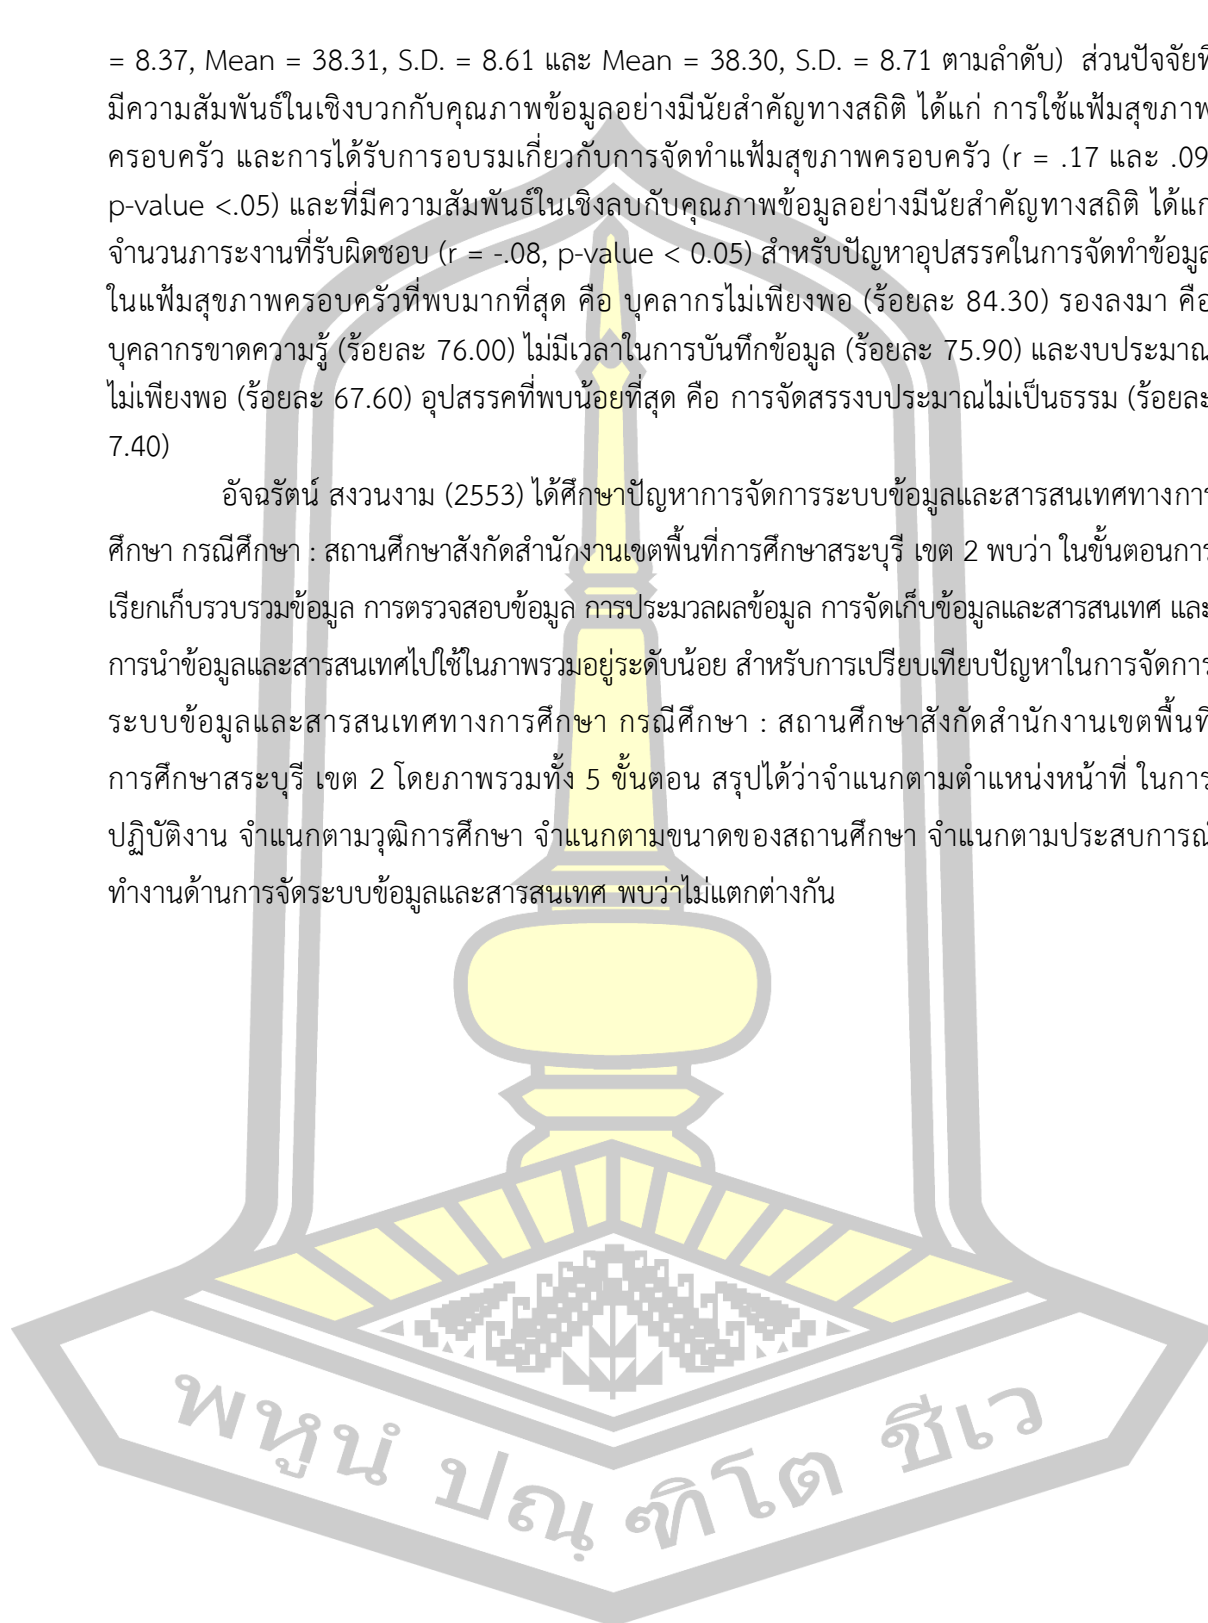 = 8.37, Mean = 38.31, S.D. = 8.61 และ Mean = 38.30, S.D. = 8.71 ตามลำดับ) ส่วนปัจจัยที่
มีความสัมพันธ์ในเชิงบวกกับคุณภาพข้อมูลอย่างมีนัยสำคัญทางสถิติ ได้แก่ การใช้แฟ้มสุขภาพ
ครอบครัว และการได้รับการอบรมเกี่ยวกับการจัดทำแฟ้มสุขภาพครอบครัว (r = .17 และ .09
p-value <.05) และที่มีความสัมพันธ์ในเชิงลบกับคุณภาพข้อมูลอย่างมีนัยสำคัญทางสถิติ ได้แก่
จำนวนภาระงานที่รับผิดชอบ (r = -.08, p-value < 0.05) สำหรับปัญหาอุปสรรคในการจัดทำข้อมูล
ในแฟ้มสุขภาพครอบครัวที่พบมากที่สุด คือ บุคลากรไม่เพียงพอ (ร้อยละ 84.30) รองลงมา คือ
บุคลากรขาดความรู้ (ร้อยละ 76.00) ไม่มีเวลาในการบันทึกข้อมูล (ร้อยละ 75.90) และงบประมาณ
ไม่เพียงพอ (ร้อยละ 67.60) อุปสรรคที่พบน้อยที่สุด คือ การจัดสรรงบประมาณไม่เป็นธรรม (ร้อยละ
7.40)
อัจฉรัตน์ สงวนงาม (2553) ได้ศึกษาปัญหาการจัดการระบบข้อมูลและสารสนเทศทางการ
ศึกษา กรณีศึกษา : สถานศึกษาสังกัดสำนักงานเขตพื้นที่การศึกษาสระบุรี เขต 2 พบว่า ในขั้นตอนการ
เรียกเก็บรวบรวมข้อมูล การตรวจสอบข้อมูล การประมวลผลข้อมูล การจัดเก็บข้อมูลและสารสนเทศ และ
การนำข้อมูลและสารสนเทศไปใช้ในภาพรวมอยู่ระดับน้อย สำหรับการเปรียบเทียบปัญหาในการจัดการ
ระบบข้อมูลและสารสนเทศทางการศึกษา กรณีศึกษา : สถานศึกษาสังกัดสำนักงานเขตพื้นที่
การศึกษาสระบุรี เขต 2 โดยภาพรวมทั้ง 5 ขั้นตอน สรุปได้ว่าจำแนกตามตำแหน่งหน้าที่ ในการ
ปฏิบัติงาน จำแนกตามวุฒิการศึกษา จำแนกตามขนาดของสถานศึกษา จำแนกตามประสบการณ์
ทำงานด้านการจัดระบบข้อมูลและสารสนเทศ พบว่าไม่แตกต่างกัน
พหูนํ ปณฺฑิโต ชีเว